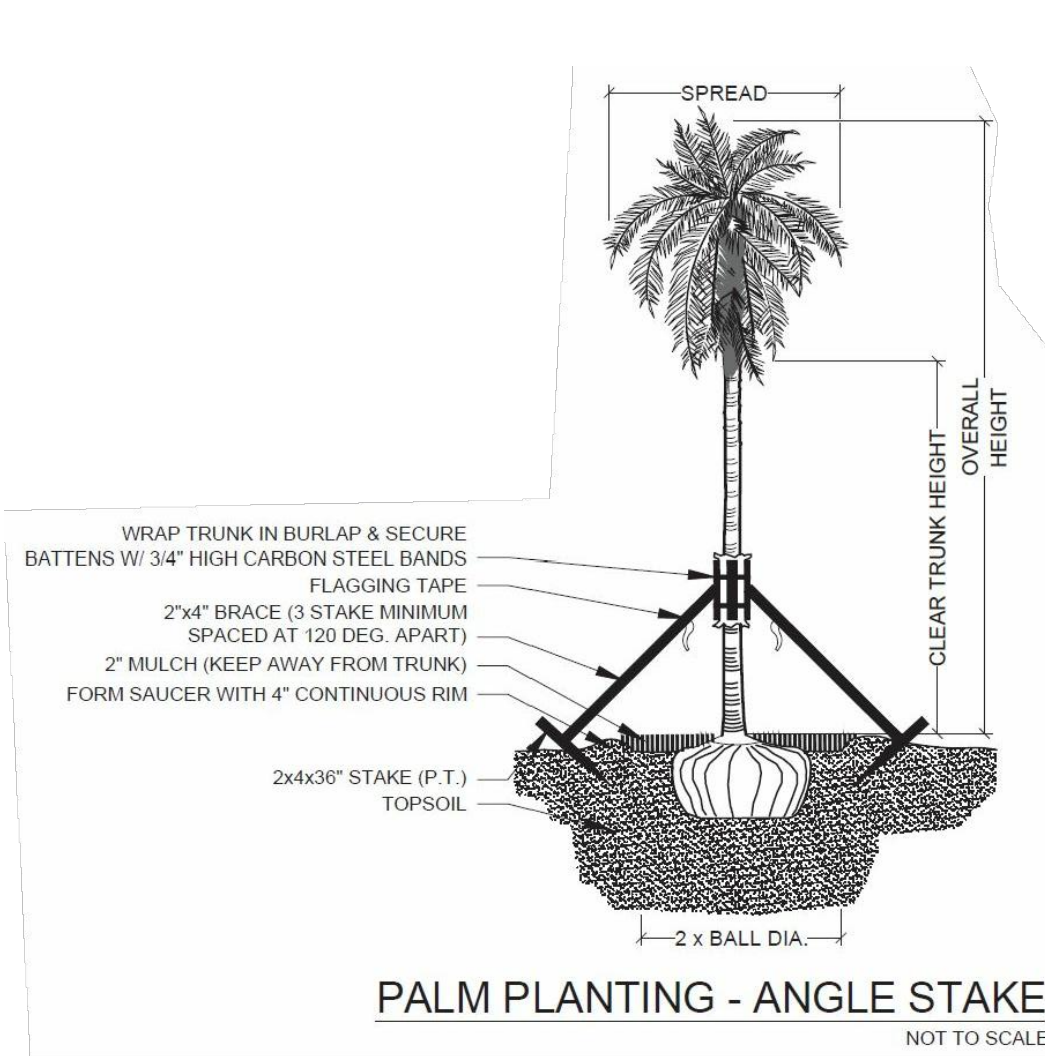 SPREAD
OVERALL
HEIGHT
CLEAR TRUNK HEIGHT
WRAP TRUNK IN BURLAP & SECURE
BATTENS W/ 3/4" HIGH CARBON STEEL BANDS
FLAGGING TAPE
2"x4" BRACE (3 STAKE MINIMUM
SPACED AT 120 DEG. APART)
2" MULCH (KEEP AWAY FROM TRUNK)
FORM SAUCER WITH 4" CONTINUOUS RIM
2x4x36" STAKE (P.T.)
TOPSOIL
2 x BALL DIA.
PALM PLANTING - ANGLE STAKE
NOT TO SCALE